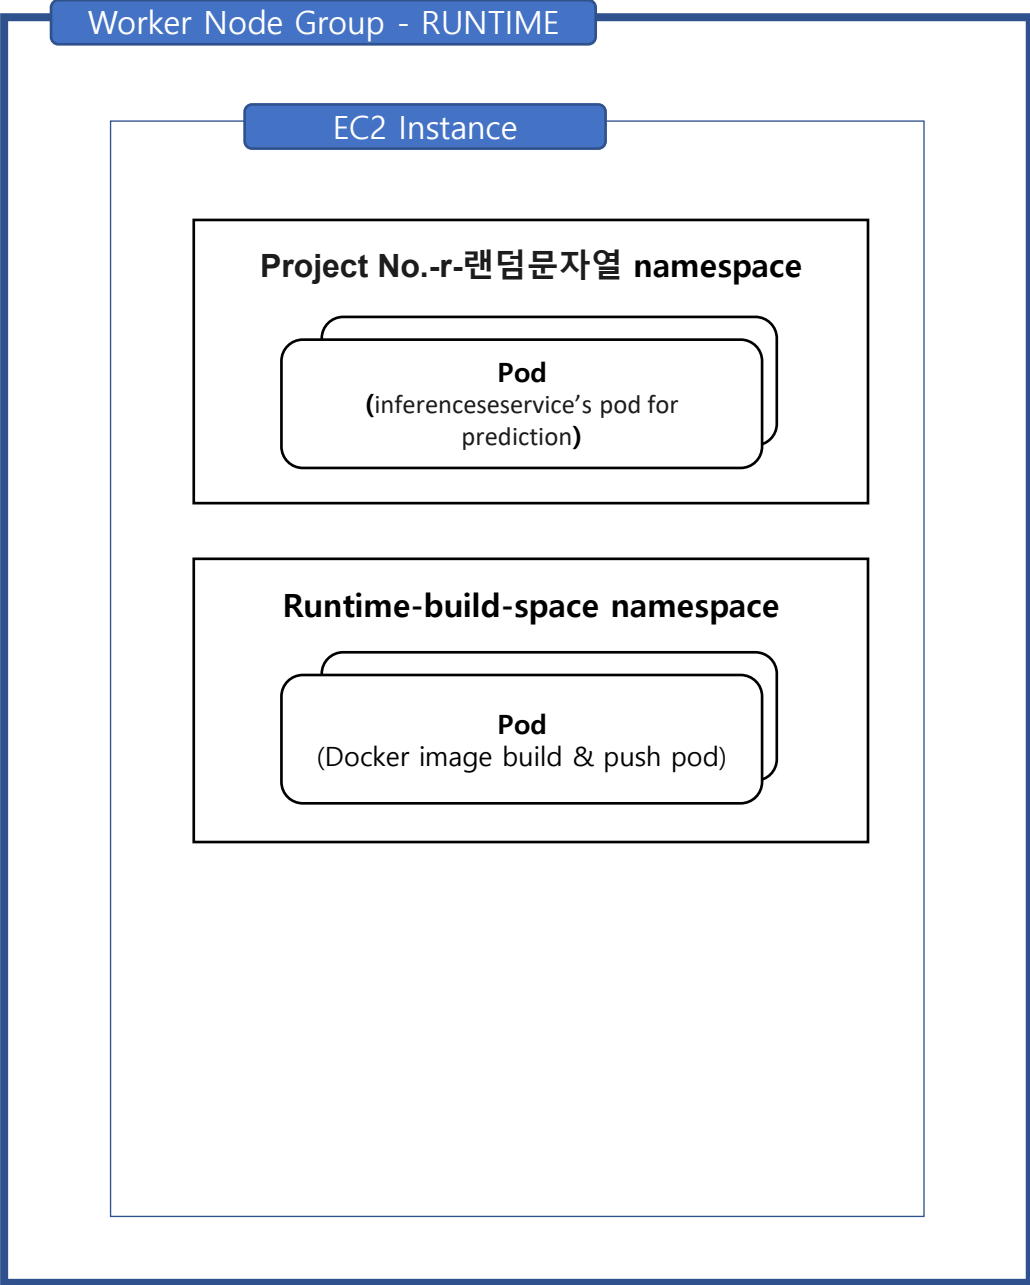 Worker Node Group - RUNTIME
EC2 Instance
Project No.-r-랜덤문자열 namespace
Pod
(inferenceseservice’s pod for
prediction)
Runtime-build-space namespace
Pod
(Docker image build & push pod)